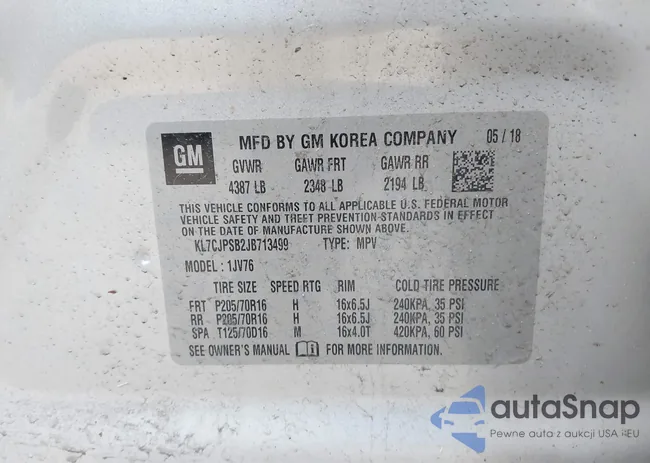 GM
MFD BY GM KOREA COMPANY 05 / 18
GVWR GAWR FRT GAWR RR
4387 LB 2348 LB 2194 LB
THIS VEHICLE CONFORMS TO ALL APPLICABLE U.S. FEDERAL MOTOR
VEHICLE SAFETY AND THEFT PREVENTION-STANDARDS IN EFFECT
ON THE DATE OF MANUFACTURE SHOWN ABOVE.
KL7CJPSB2JB713499 TYPE: MPV
MODEL : 1JV76
TIRE SIZE SPEED RTG RIM COLD TIRE PRESSURE
FRT P205/70R16 H 16x6.5J 240KPA, 35 PSI
RR P205/70R16 H 16x6.5J 240KPA, 35 PSI
SPA T125/70D16 M 16x4.0T 420KPA, 60 PSI
SEE OWNER'S MANUAL FOR MORE INFORMATION.
autaSnap
Pewne auta z aukcji USA i EU